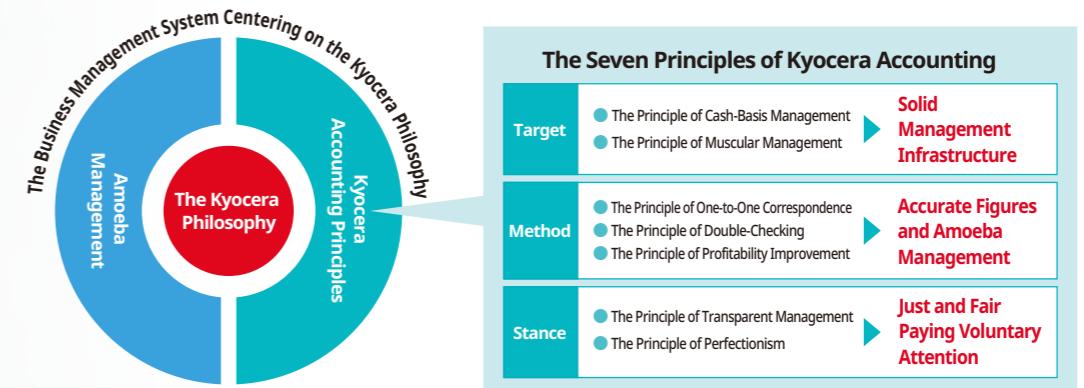 The Business Management System Centering on the Kyocera Philosophy
Amoeba
Management
The Kyocera
Philosophy
Kyocera
Accounting Principles
The Seven Principles of Kyocera Accounting
Target
The Principle of Cash-Basis Management
The Principle of Muscular Management
Solid
Management
Infrastructure
Method
The Principle of One-to-One Correspondence
The Principle of Double-Checking
The Principle of Profitability Improvement
Accurate Figures
and Amoeba
Management
Stance
The Principle of Transparent Management
The Principle of Perfectionism
Just and Fair
Paying Voluntary
Attention